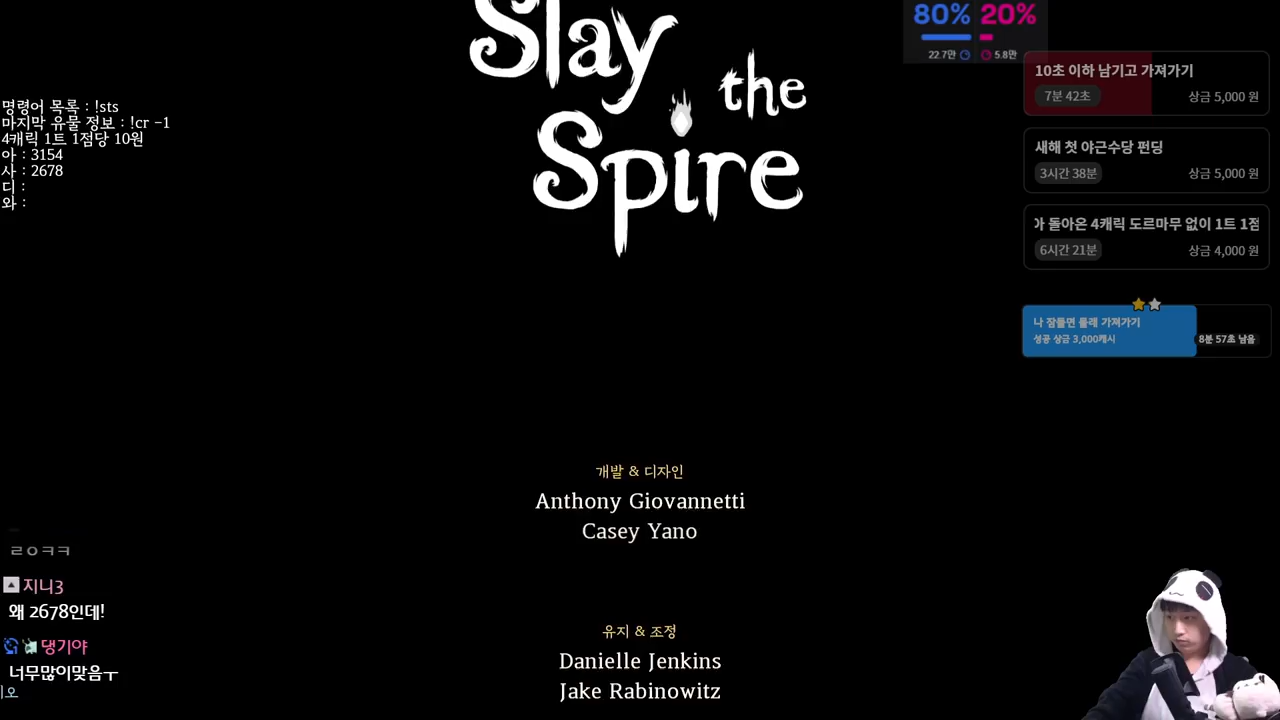 Slay
the
Spire
80% 20%
22.7만 5.8만
명령어 목록 : !sts
마지막 유물 정보 : !cr -1
4캐릭 1트 1점당 10원
아 : 3154
사 : 2678
디 :
와 :
10초 이하 남기고 가져가기
7분 42초 상금 5,000 원
새해 첫 야근수당 펀딩
3시간 38분 상금 5,000 원
아 돌아온 4캐릭 도르마무 없이 1트 1점
6시간 21분 상금 4,000 원
나 잠들면 몰래 가져가기
성공 상금 3,000캐시
8분 57초 남음
개발 & 디자인
Anthony Giovannetti
Casey Yano
유지 & 조정
Danielle Jenkins
Jake Rabinowitz
ㄹㅇㅋㅋ
지니3
왜 2678인데!
댕기야
너무많이맞음ㅜ